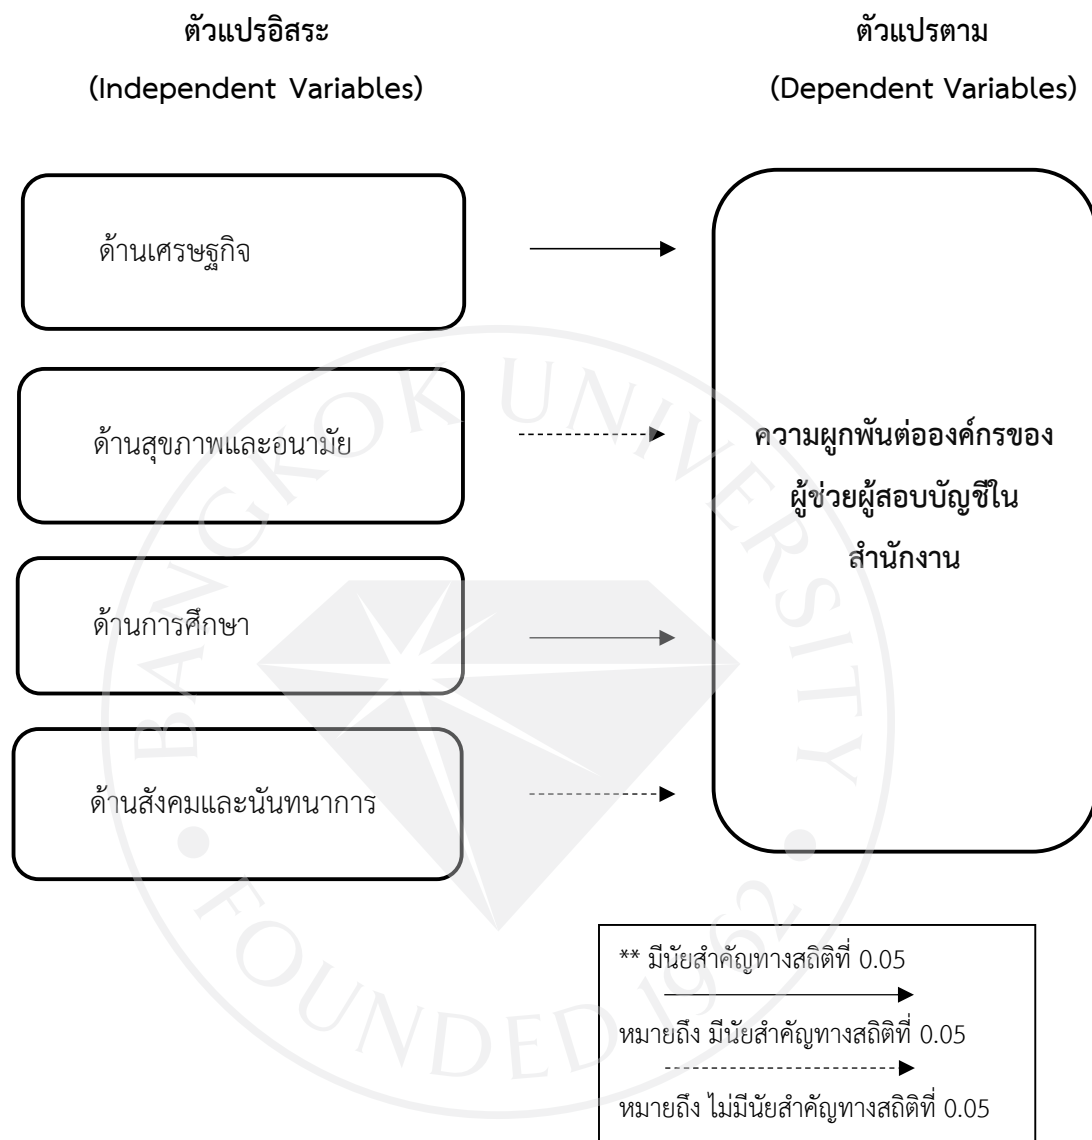 ตัวแปรอิสระ
(Independent Variables)
ตัวแปรตาม
(Dependent Variables)
ด้านเศรษฐกิจ
ด้านสุขภาพและอนามัย
ด้านการศึกษา
ด้านสังคมและนันทนาการ
ความผูกพันต่อองค์กรของ
ผู้ช่วยผู้สอบบัญชีใน
สำนักงาน
** มีนัยสำคัญทางสถิติที่ 0.05
หมายถึง มีนัยสำคัญทางสถิติที่ 0.05
หมายถึง ไม่มีนัยสำคัญทางสถิติที่ 0.05
BANGKOK UNIVERSITY
FOUNDED 1962